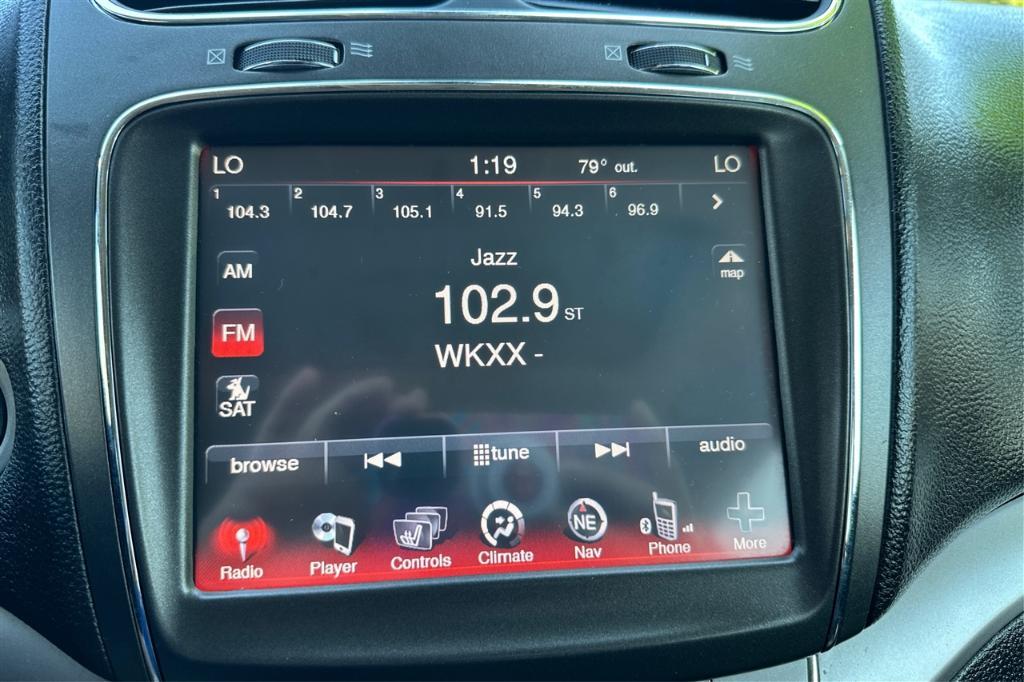 LO 1:19 79° out. LO
1 104.3 2 104.7 3 105.1 4 91.5 5 94.3 6 96.9
Jazz
map
AM
102.9 ST
FM
WKXX -
SAT
browse tune audio
NE
Radio Player Controls Climate Nav Phone More